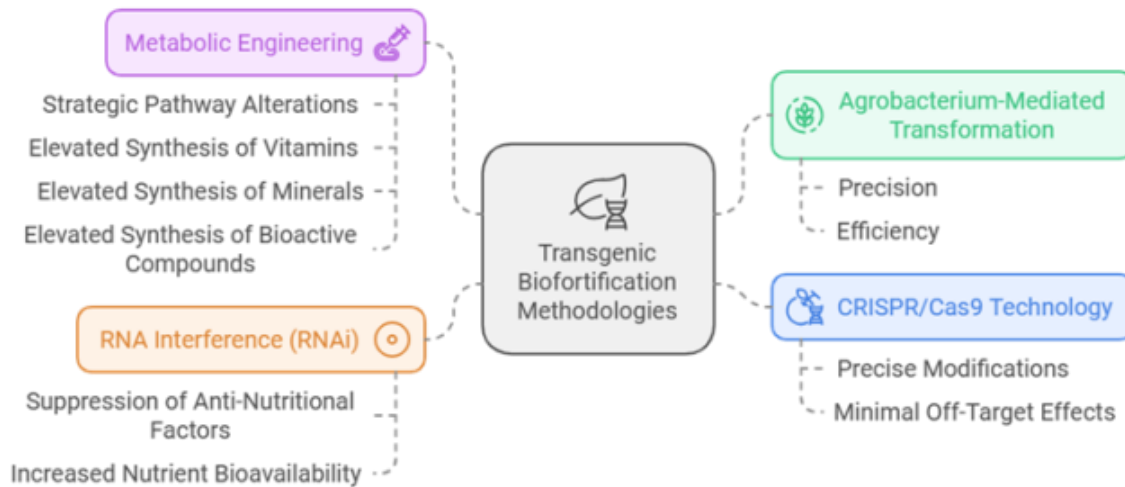 Metabolic Engineering
Strategic Pathway Alterations
Elevated Synthesis of Vitamins
Elevated Synthesis of Minerals
Elevated Synthesis of Bioactive
Compounds
RNA Interference (RNAi)
Suppression of Anti-Nutritional
Factors
Increased Nutrient Bioavailability
Transgenic
Biofortification
Methodologies
Agrobacterium-Mediated
Transformation
Precision
Efficiency
CRISPR/Cas9 Technology
Precise Modifications
Minimal Off-Target Effects